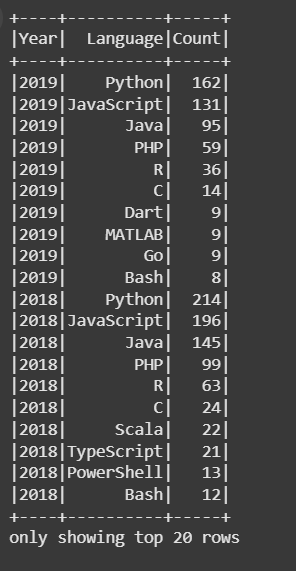 +----+----------+-----+
|Year|  Language|Count|
+----+----------+-----+
|2019|    Python|  162|
|2019|JavaScript|  131|
|2019|      Java|   95|
|2019|       PHP|   59|
|2019|         R|   36|
|2019|         C|   14|
|2019|      Dart|    9|
|2019|    MATLAB|    9|
|2019|        Go|    9|
|2019|      Bash|    8|
|2018|    Python|  214|
|2018|JavaScript|  196|
|2018|      Java|  145|
|2018|       PHP|   99|
|2018|         R|   63|
|2018|         C|   24|
|2018|     Scala|   22|
|2018|TypeScript|   21|
|2018|PowerShell|   13|
|2018|      Bash|   12|
+----+----------+-----+
only showing top 20 rows